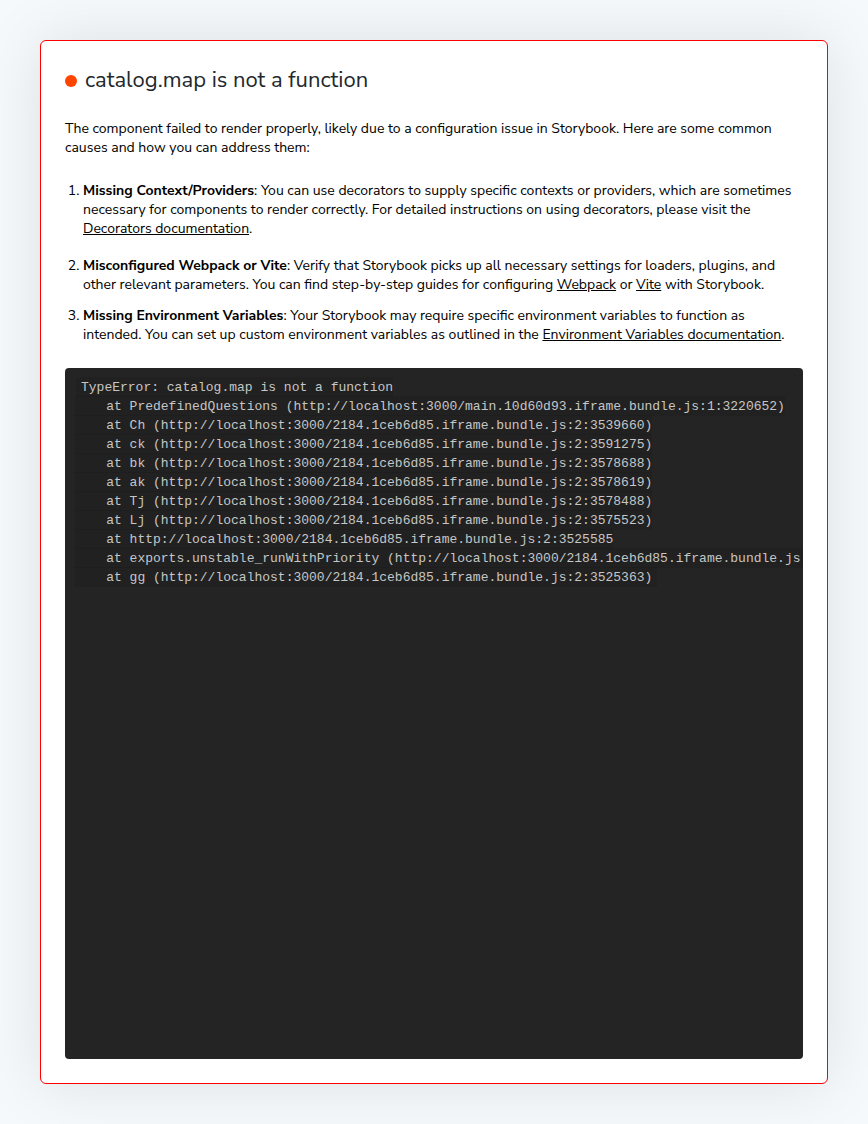 catalog.map is not a function
The component failed to render properly, likely due to a configuration issue in Storybook. Here are some common
causes and how you can address them:
1. Missing Context/Providers: You can use decorators to supply specific contexts or providers, which are sometimes
necessary for components to render correctly. For detailed instructions on using decorators, please visit the
Decorators documentation.
2. Misconfigured Webpack or Vite: Verify that Storybook picks up all necessary settings for loaders, plugins, and
other relevant parameters. You can find step-by-step guides for configuring Webpack or Vite with Storybook.
3. Missing Environment Variables: Your Storybook may require specific environment variables to function as
intended. You can set up custom environment variables as outlined in the Environment Variables documentation.
TypeError: catalog.map is not a function
at PredefinedQuestions (http://localhost:3000/main.10d60d93.iframe.bundle.js:1:3220652)
at Ch (http://localhost:3000/2184.1ceb6d85.iframe.bundle.js:2:3539660)
at ck (http://localhost:3000/2184.1ceb6d85.iframe.bundle.js:2:3591275)
at bk (http://localhost:3000/2184.1ceb6d85.iframe.bundle.js:2:3578688)
at ak (http://localhost:3000/2184.1ceb6d85.iframe.bundle.js:2:3578619)
at Tj (http://localhost:3000/2184.1ceb6d85.iframe.bundle.js:2:3578488)
at Lj (http://localhost:3000/2184.1ceb6d85.iframe.bundle.js:2:3575523)
at http://localhost:3000/2184.1ceb6d85.iframe.bundle.js:2:3525585
at exports.unstable_runWithPriority (http://localhost:3000/2184.1ceb6d85.iframe.bundle.js
at gg (http://localhost:3000/2184.1ceb6d85.iframe.bundle.js:2:3525363)